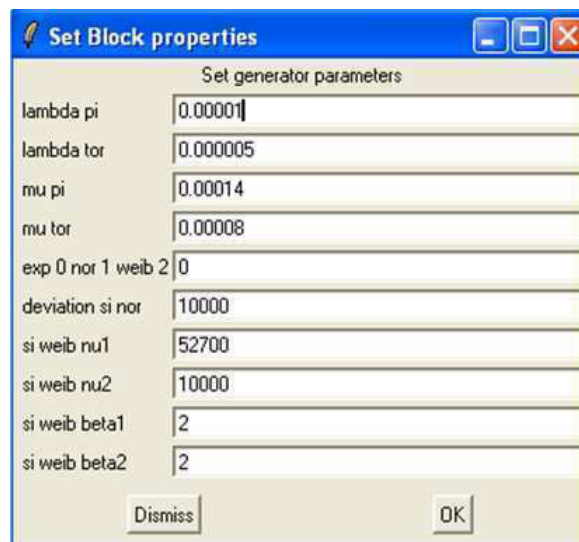 Set Block properties
Set generator parameters
lambda pi 0.00001
lambda tor 0.000005
mu pi 0.00014
mu tor 0.00008
exp 0 nor 1 weib 2 0
deviation si nor 10000
si weib nu1 52700
si weib nu2 10000
si weib beta1 2
si weib beta2 2
Dismiss OK